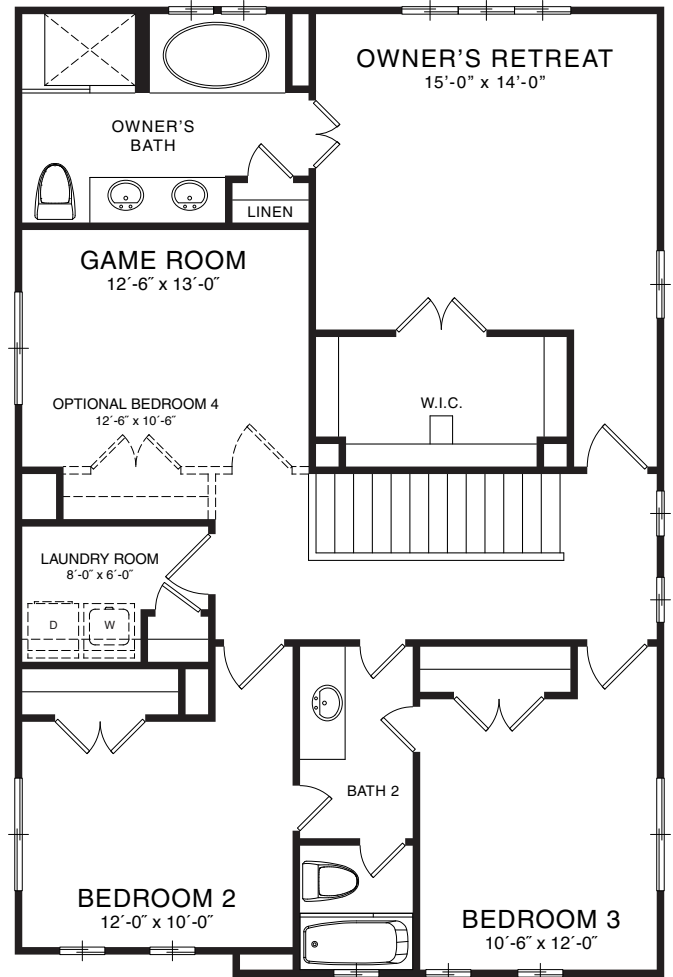 OWNER'S RETREAT
15´-0˝ x 14´-0˝
OWNER'S
BATH
LINEN
GAME ROOM
12´-6˝ x 13´-0˝
OPTIONAL BEDROOM 4
12´-6˝ x 10´-6˝
W.I.C.
LAUNDRY ROOM
8´-0˝ x 6´-0˝
D
W
BATH 2
BEDROOM 2
12´-0˝ x 10´-0˝
BEDROOM 3
10´-6˝ x 12´-0˝